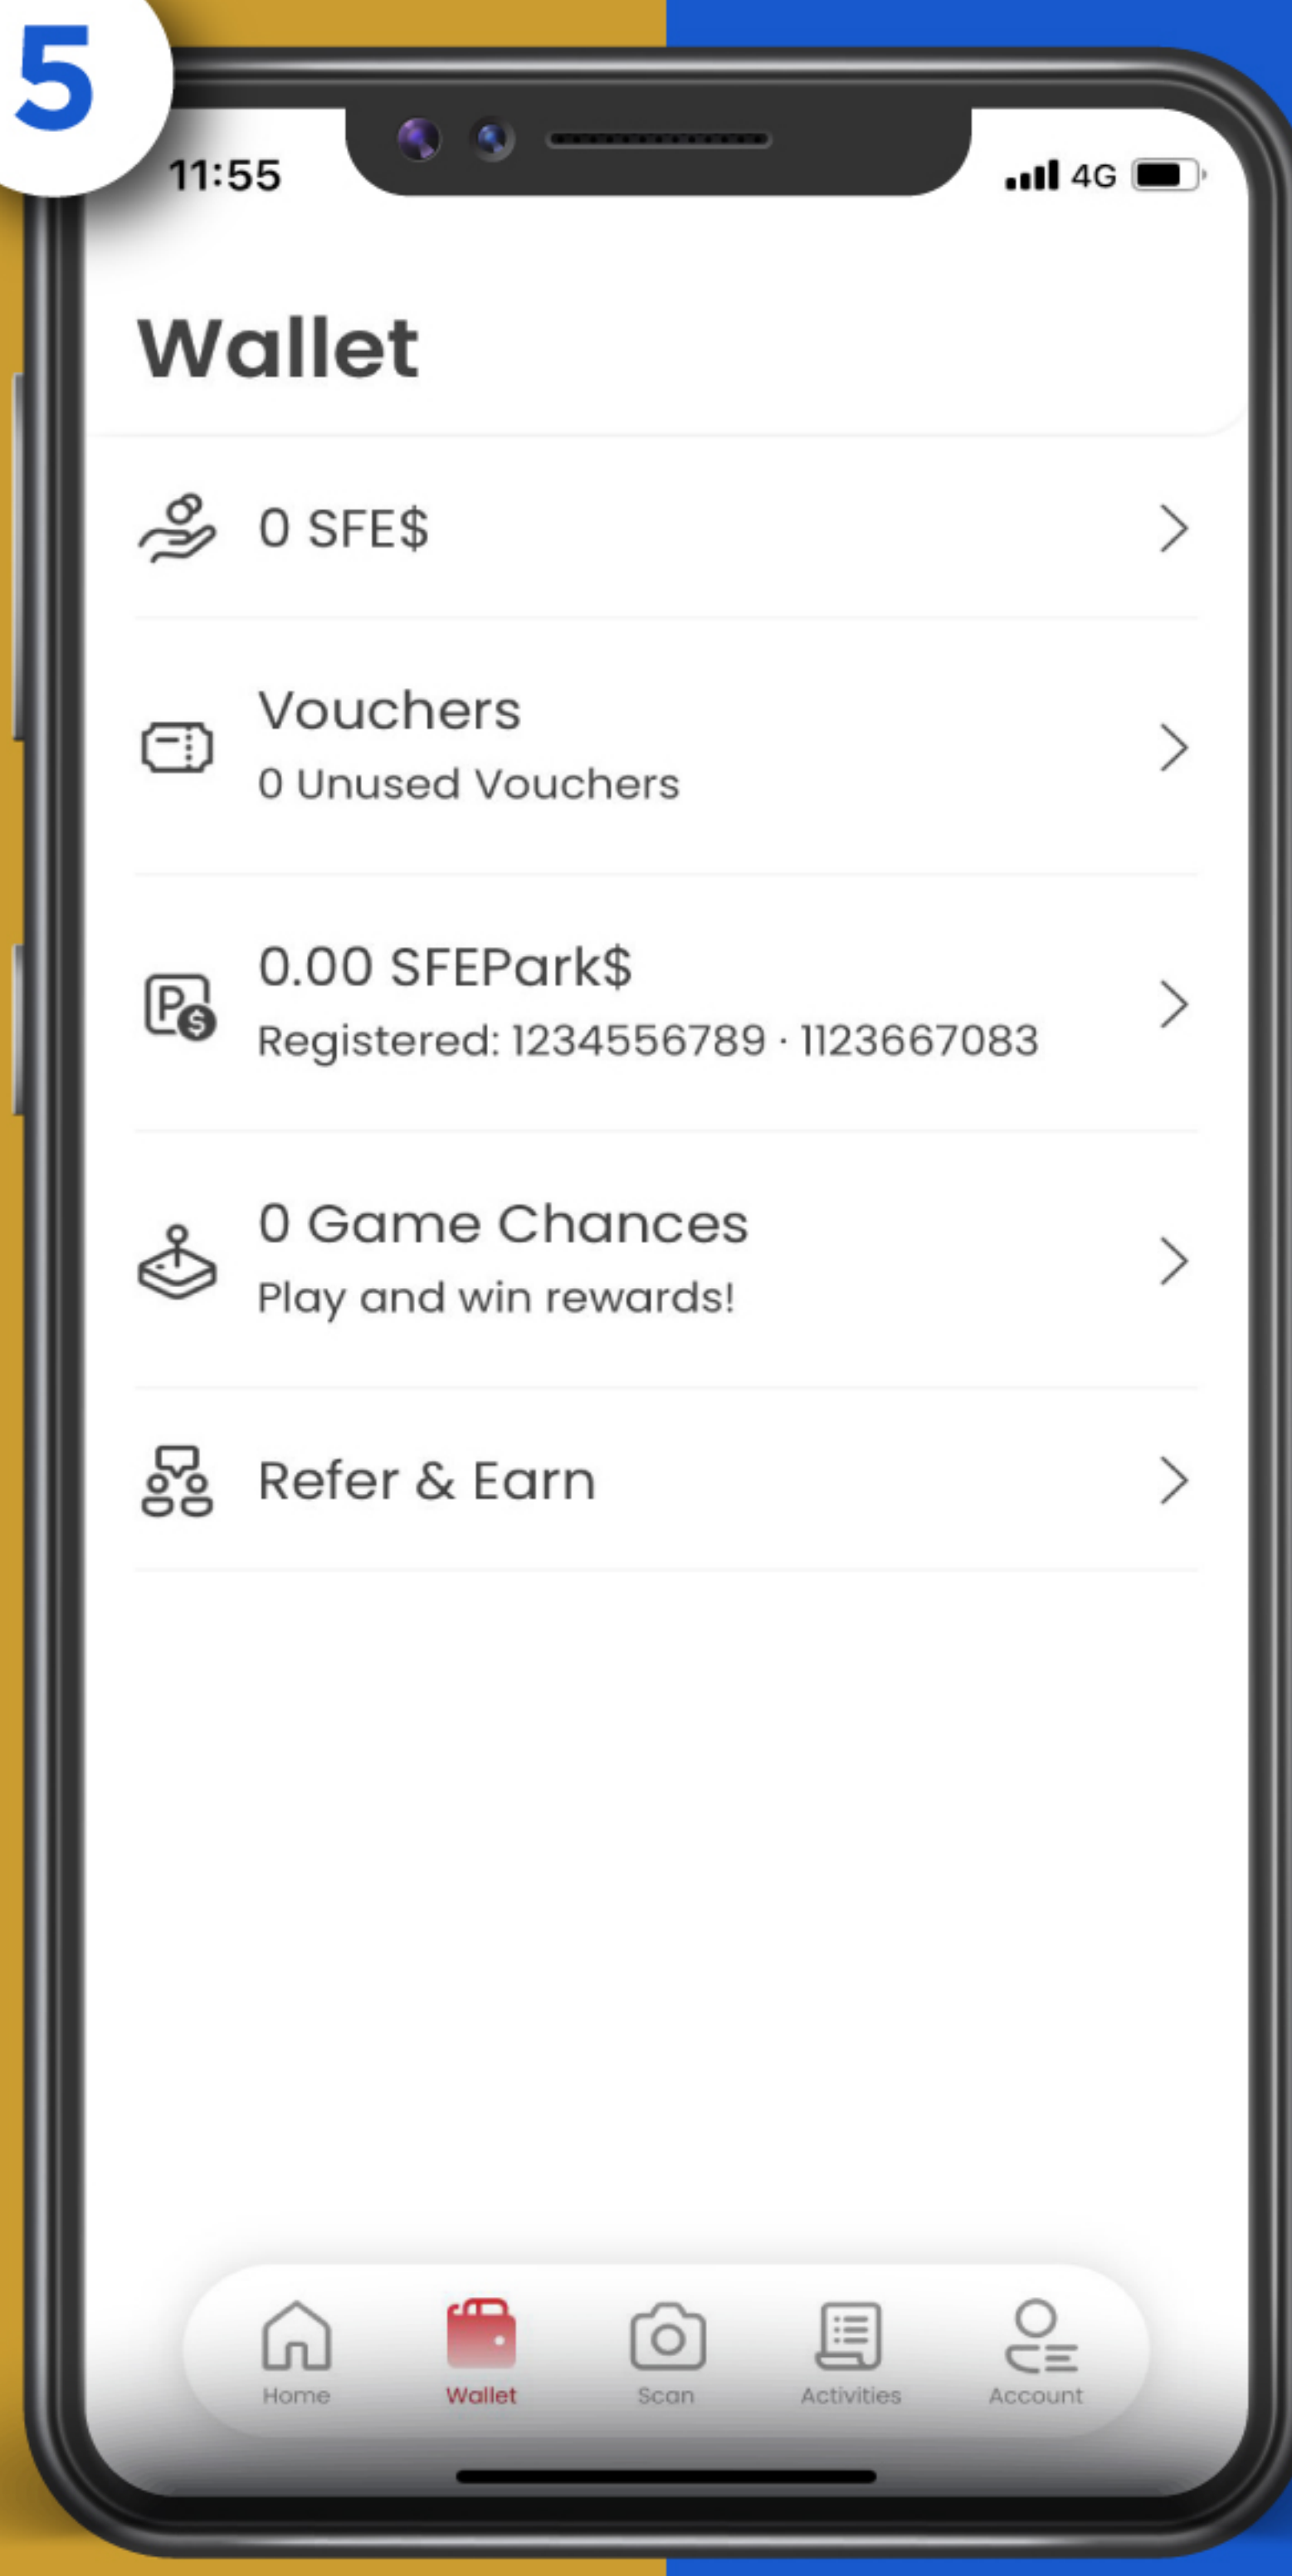 5
11:55
4G
Wallet
0 SFE$
Vouchers
0 Unused Vouchers
0.00 SFEPark$
Registered: 1234556789 · 1123667083
0 Game Chances
Play and win rewards!
Refer & Earn
Home Wallet Scan Activities Account